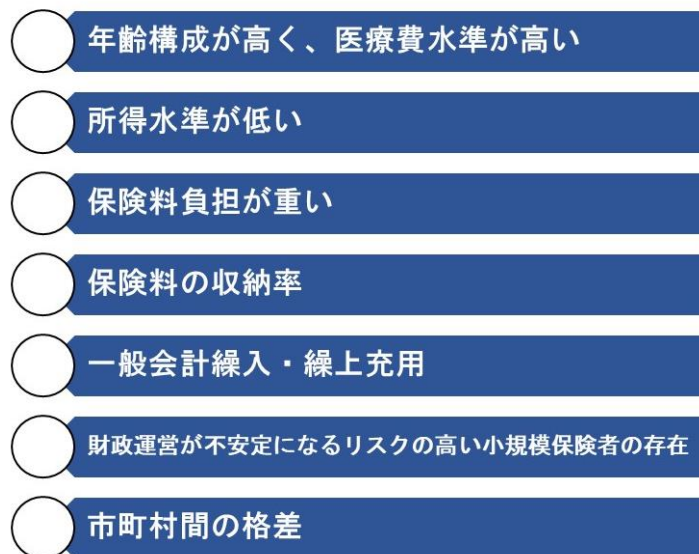 年齢構成が高く、医療費水準が高い
所得水準が低い
保険料負担が重い
保険料の収納率
一般会計繰入・繰上充用
財政運営が不安定になるリスクの高い小規模保険者の存在
市町村間の格差